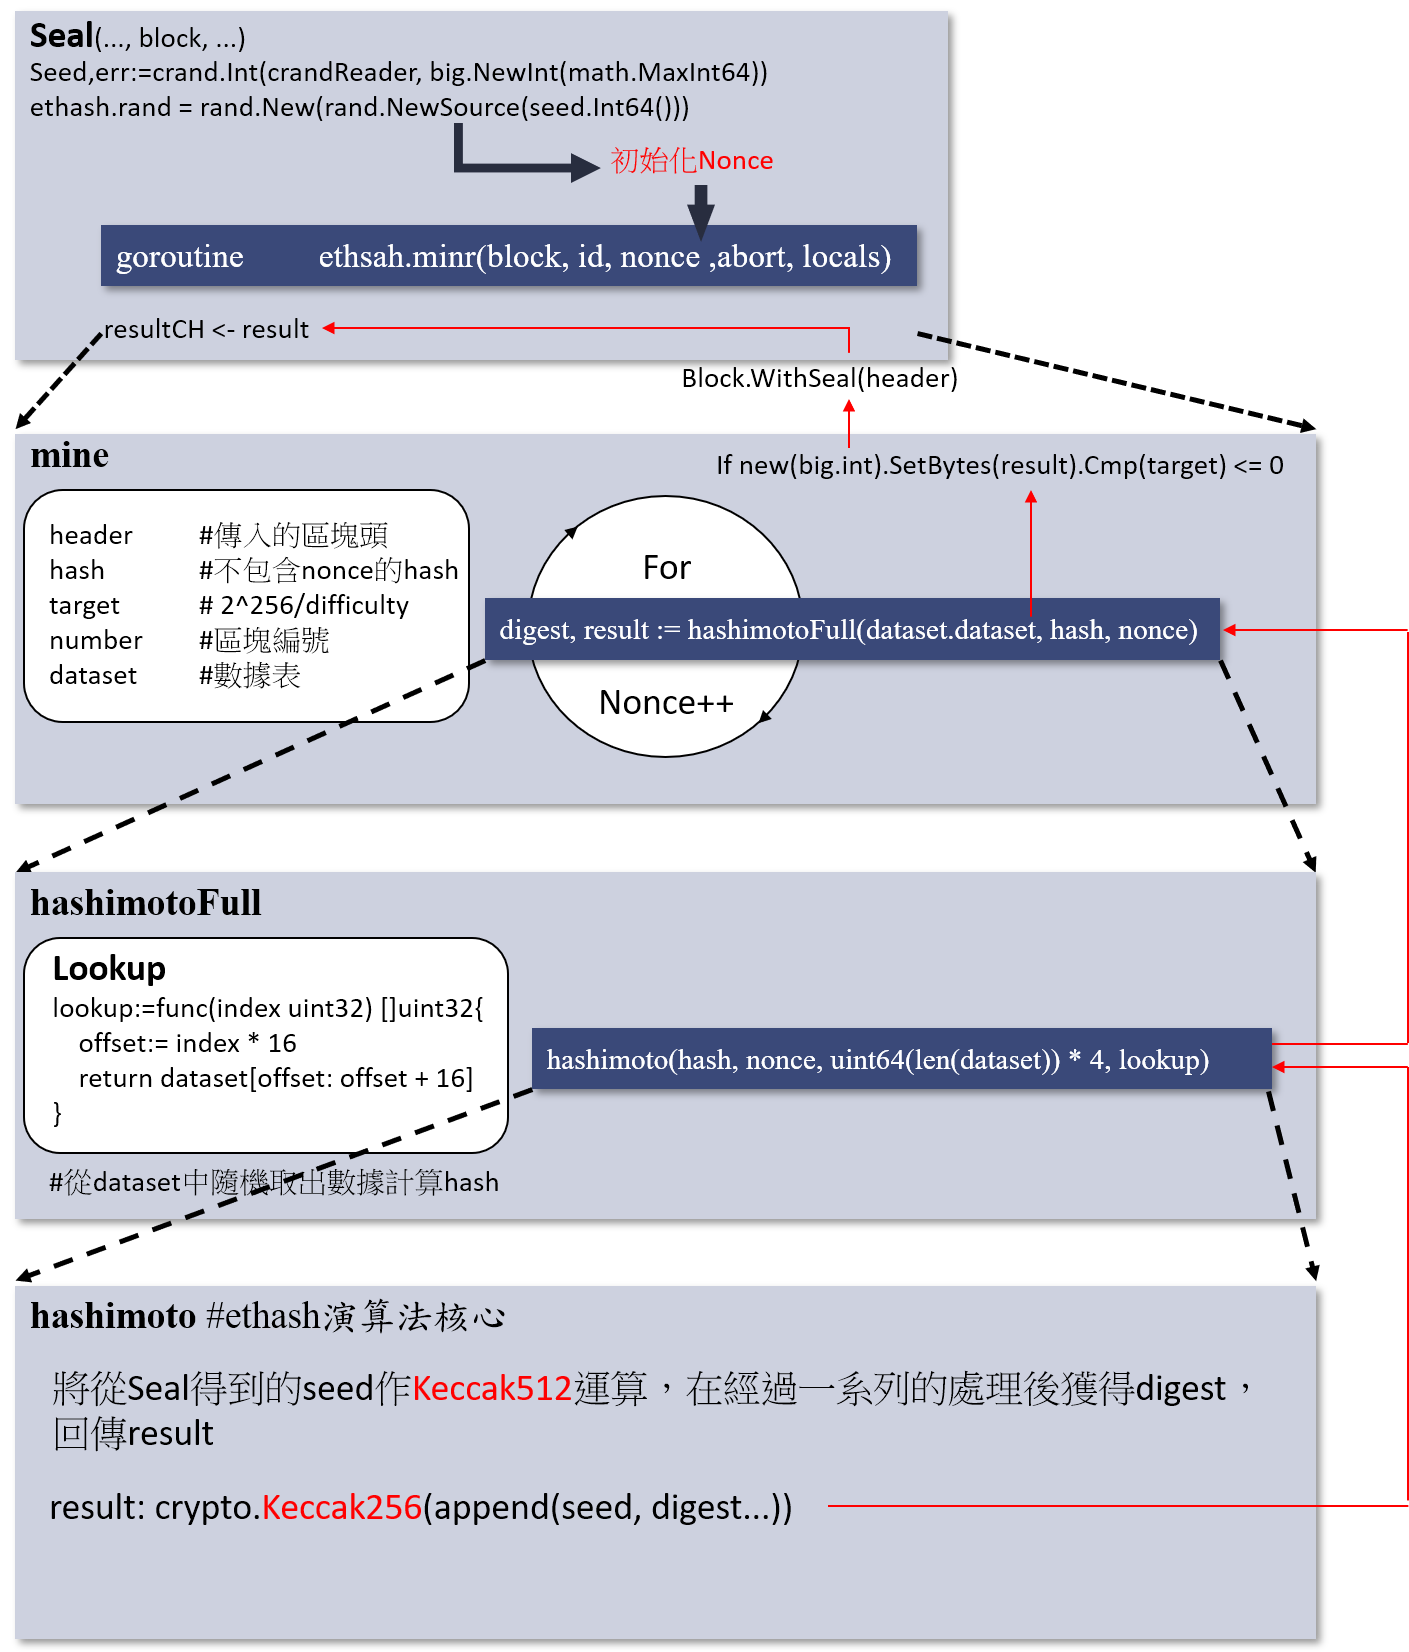 Seal(..., block, ...)
Seed,err:=crand.Int(crandReader, big.NewInt(math.MaxInt64))
ethash.rand = rand.New(rand.NewSource(seed.Int64()))
初始化Nonce
goroutine ethsah.minr(block, id, nonce ,abort, locals)
resultCH <- result
Block.WithSeal(header)
mine
If new(big.int).SetBytes(result).Cmp(target) <= 0
header #傳入的區塊頭
hash #不包含nonce的hash
target # 2^256/difficulty
number #區塊編號
dataset #數據表
For
digest, result := hashimotoFull(dataset.dataset, hash, nonce)
Nonce++
hashimotoFull
Lookup
lookup:=func(index uint32) []uint32{
offset:= index * 16
return dataset[offset: offset + 16]
}
hashimoto(hash, nonce, uint64(len(dataset)) * 4, lookup)
#從dataset中隨機取出數據計算hash
hashimoto #ethash演算法核心
將從Seal得到的seed作Keccak512運算，在經過一系列的處理後獲得digest，
回傳result
result: crypto.Keccak256(append(seed, digest...))